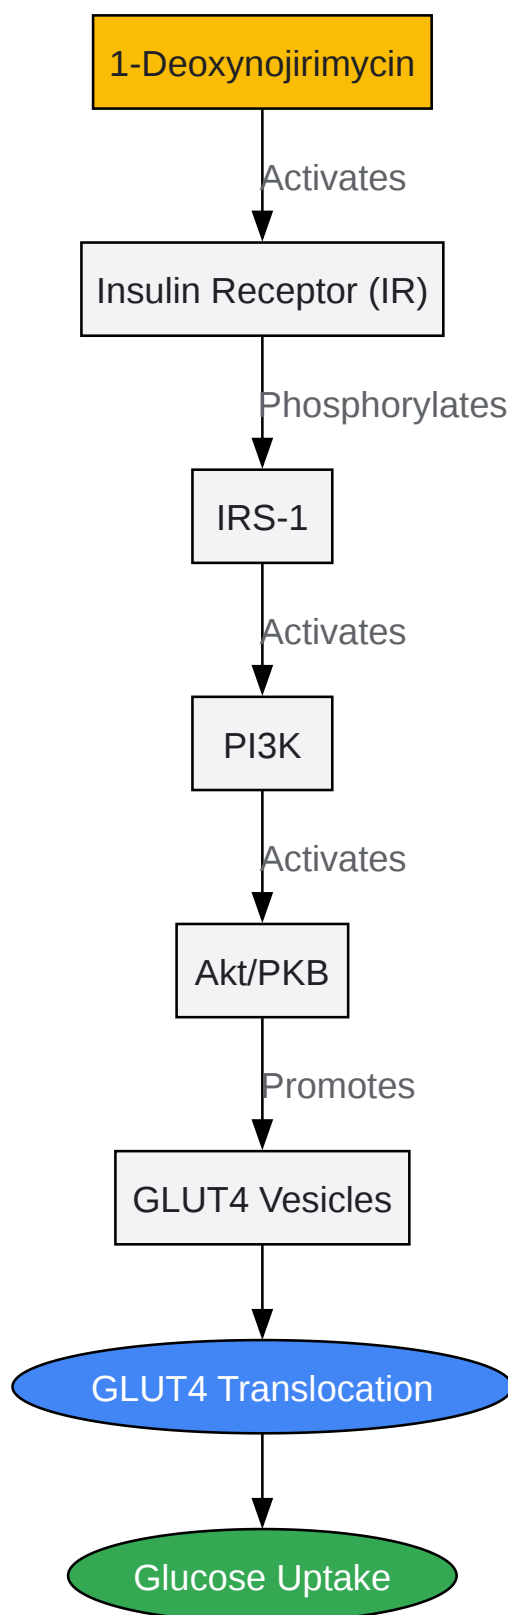 1-Deoxynojirimycin
Activates
Insulin Receptor (IR)
Phosphorylates
IRS-1
Activates
PI3K
Activates
Akt/PKB
Promotes
GLUT4 Vesicles
GLUT4 Translocation
Glucose Uptake